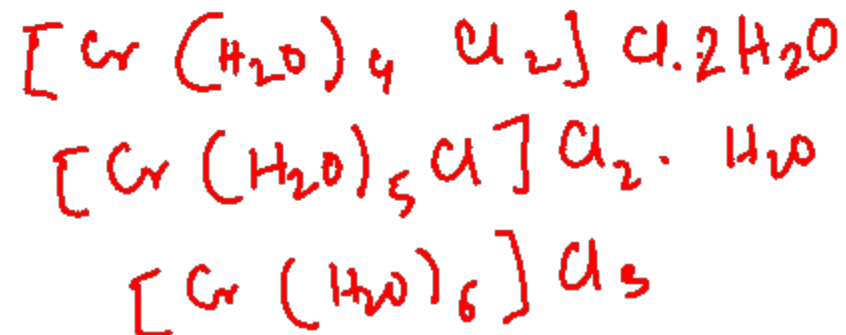 [Cr (H₂O)₄ Cl₂] Cl.2H₂O
[Cr (H₂O)₅ Cl] Cl₂. H₂O
[Cr (H₂O)₆] Cl₃